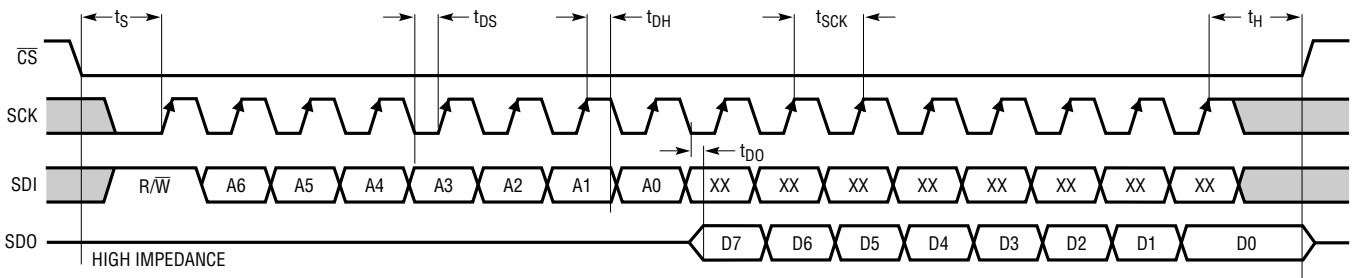 tS tDS tDH tSCK tH
CS
SCK
tDO
SDI R/W A6 A5 A4 A3 A2 A1 A0 XX XX XX XX XX XX XX XX
SDO D7 D6 D5 D4 D3 D2 D1 D0
HIGH IMPEDANCE